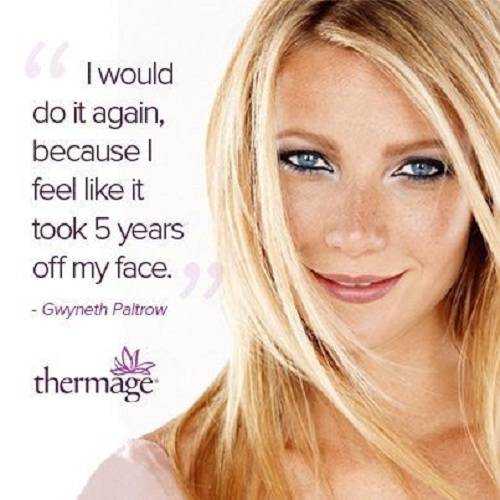 “ I would
do it again,
because I
feel like it
took 5 years
off my face. ”
- Gwyneth Paltrow
thermage®